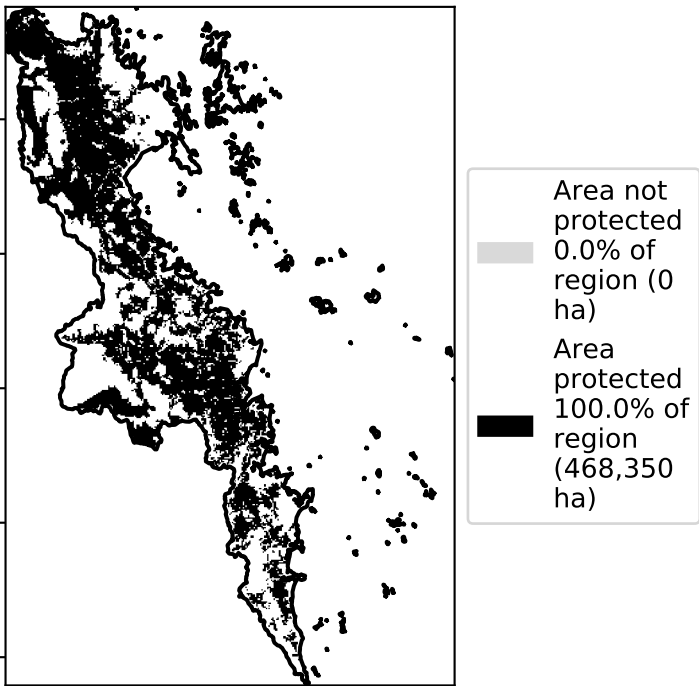 Area not
protected
0.0% of
region (0
ha)
Area
protected
100.0% of
region
(468,350
ha)